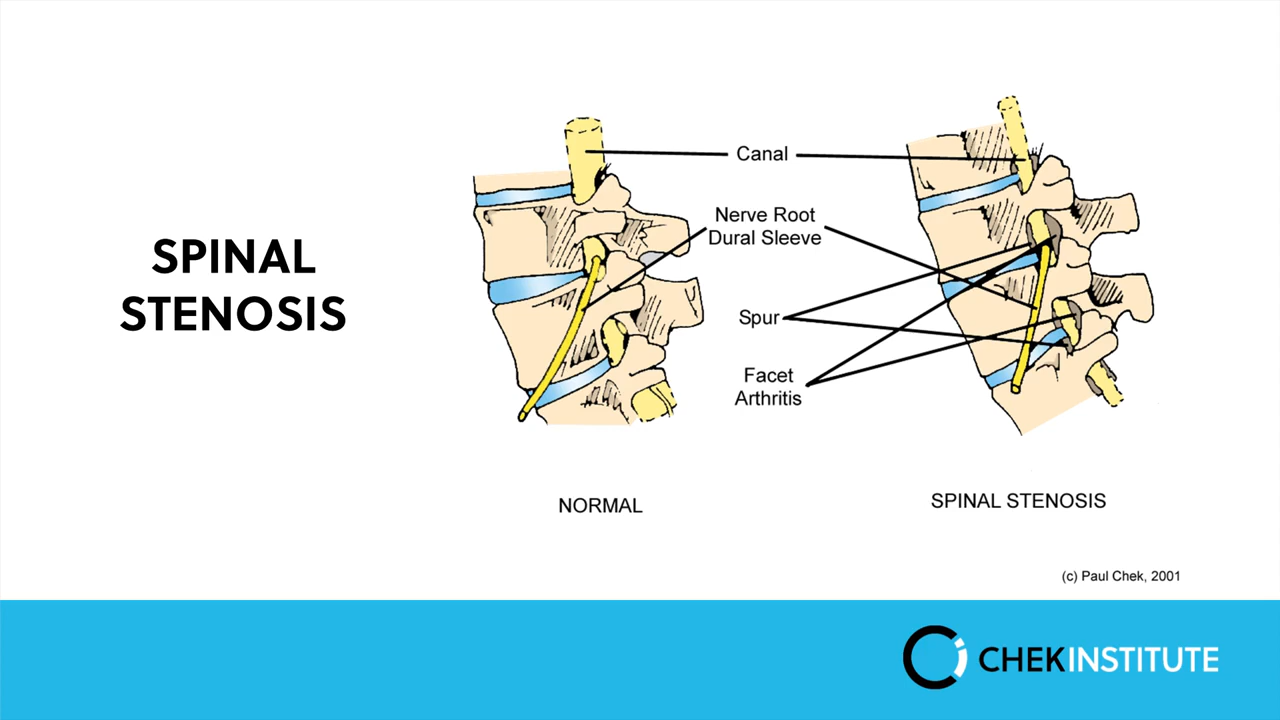 SPINAL
STENOSIS
Canal
Nerve Root
Dural Sleeve
Spur
Facet
Arthritis
NORMAL
SPINAL STENOSIS
(c) Paul Chek, 2001
CHEKINSTITUTE